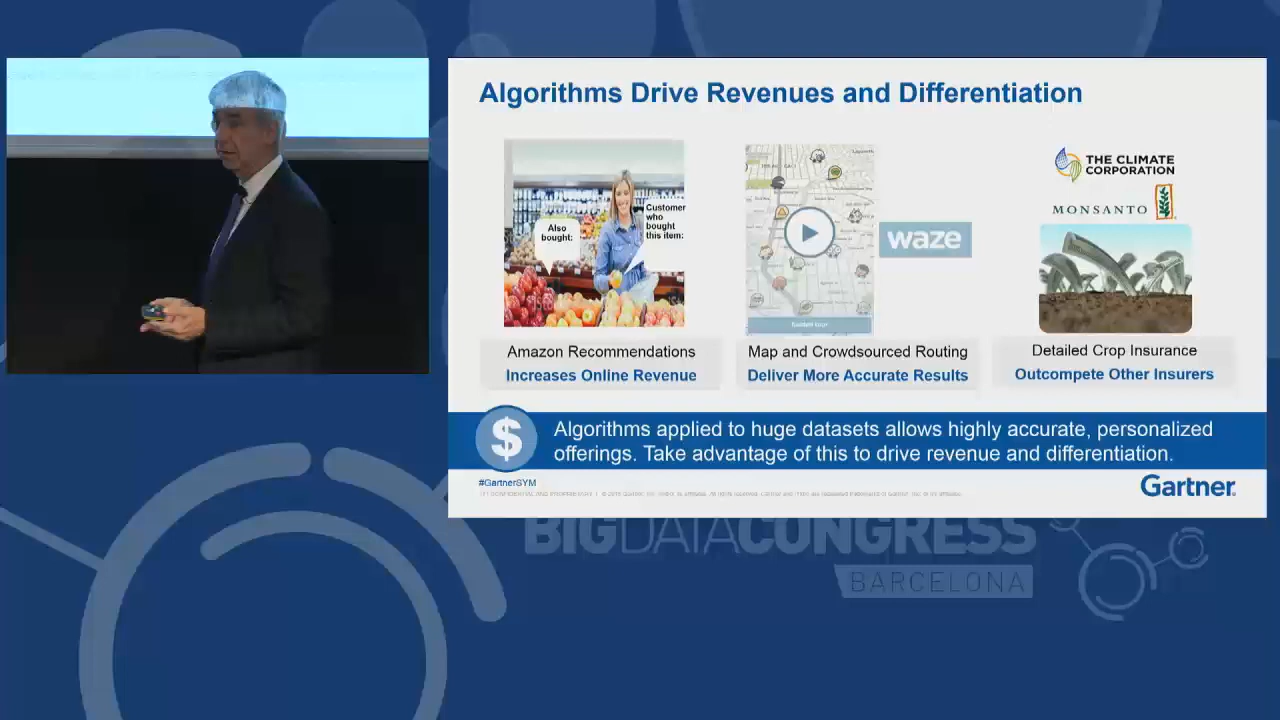 Algorithms Drive Revenues and Differentiation
Also
bought:
Customer
who
bought
this item:
waze
THE CLIMATE
CORPORATION
MONSANTO
Amazon Recommendations
Increases Online Revenue
Map and Crowdsourced Routing
Deliver More Accurate Results
Detailed Crop Insurance
Outcompete Other Insurers
$
Algorithms applied to huge datasets allows highly accurate, personalized
offerings. Take advantage of this to drive revenue and differentiation.
#GartnerSYM
Gartner
BIGDATACONGRESS
BARCELONA